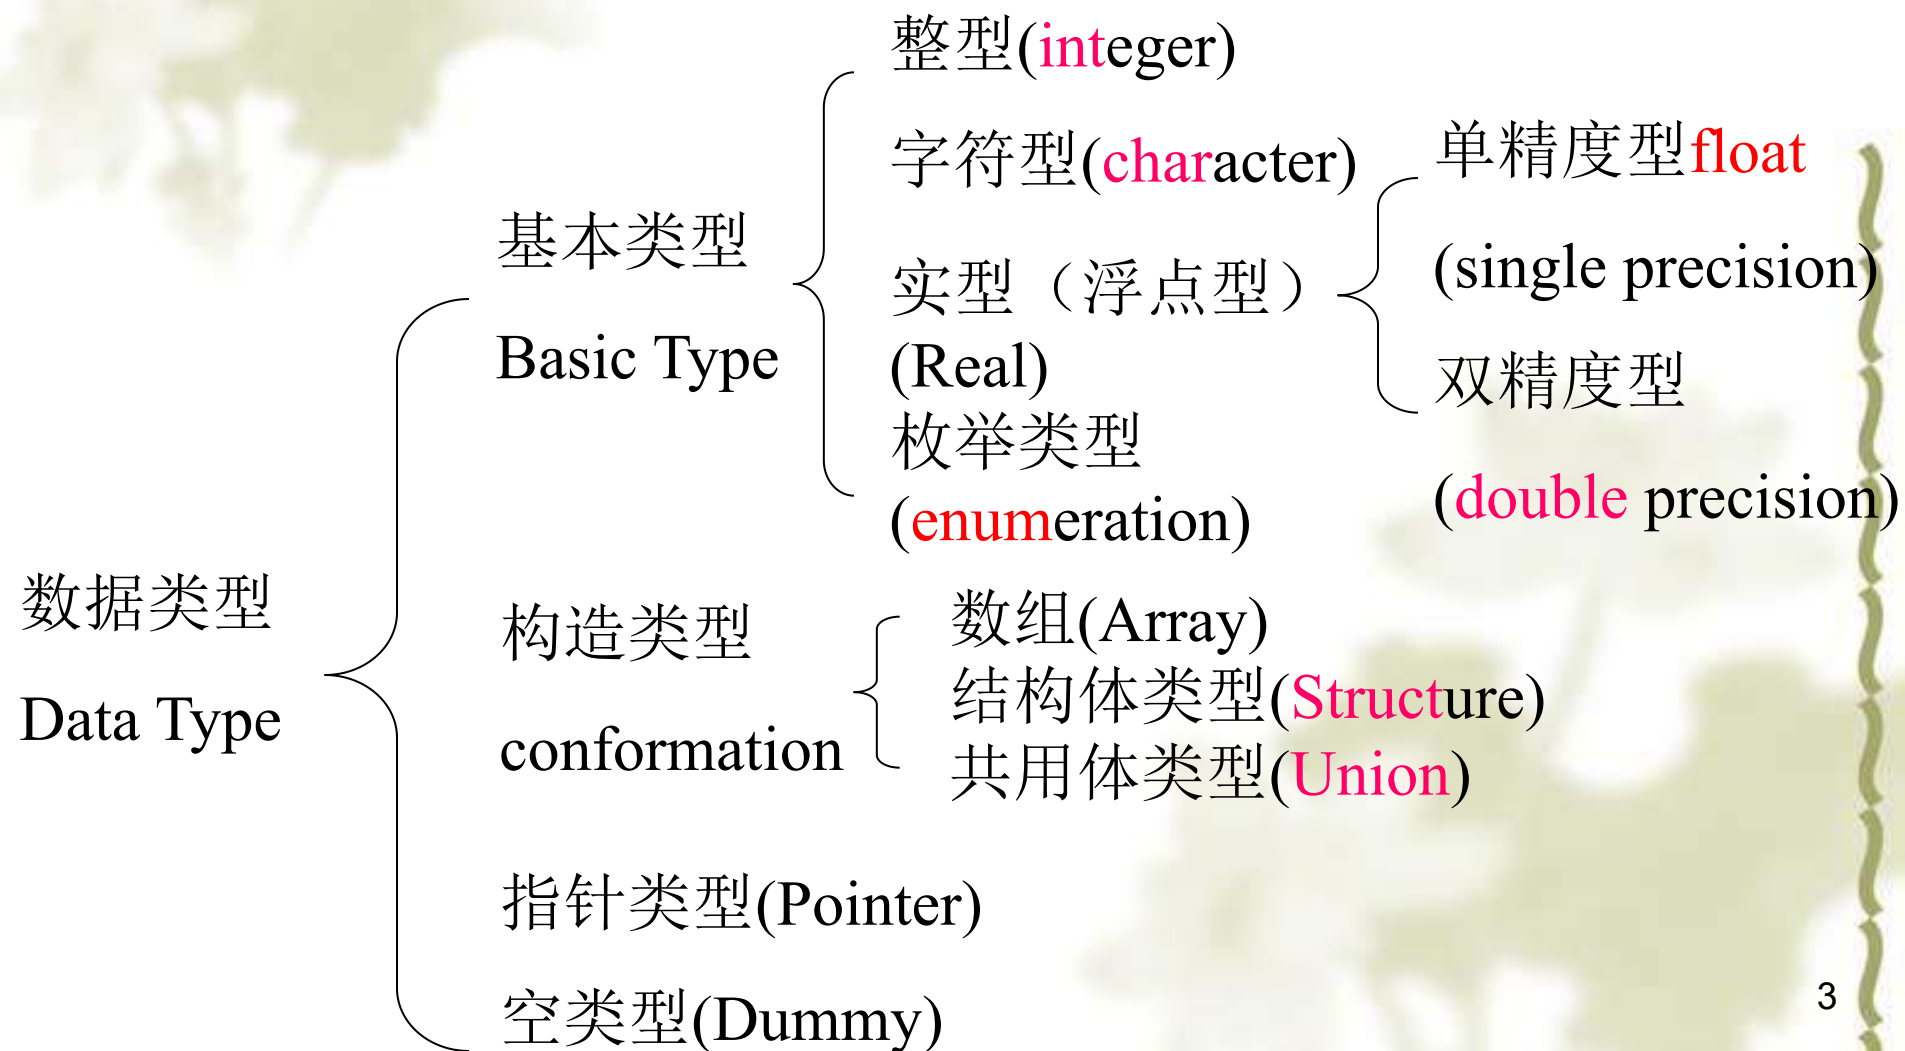 数据类型
Data Type
基本类型
Basic Type
整型(integer)
字符型(character)
实型（浮点型）
(Real)
枚举类型
(enumeration)
单精度型float
(single precision)
双精度型
(double precision)
构造类型
conformation
数组(Array)
结构体类型(Structure)
共用体类型(Union)
指针类型(Pointer)
空类型(Dummy)
3